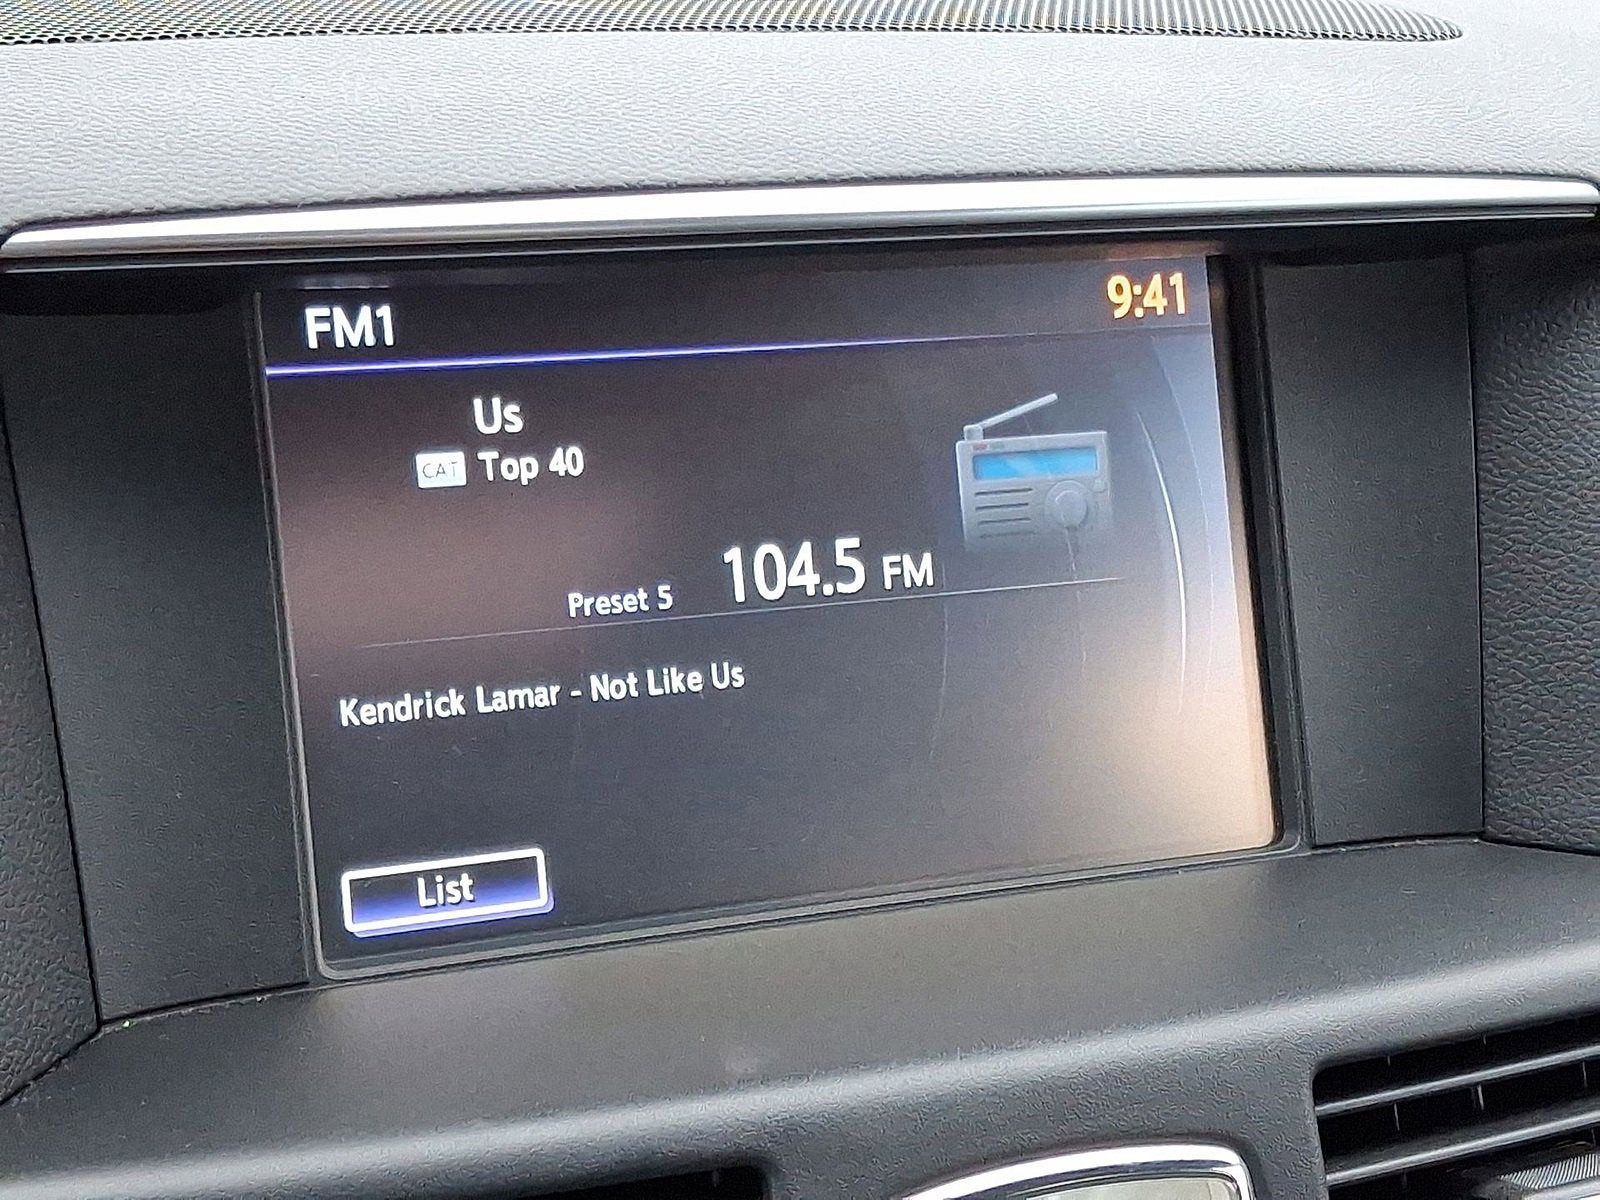 FM1 9:41
Us
CAT Top 40
Preset 5 104.5 FM
Kendrick Lamar - Not Like Us
List